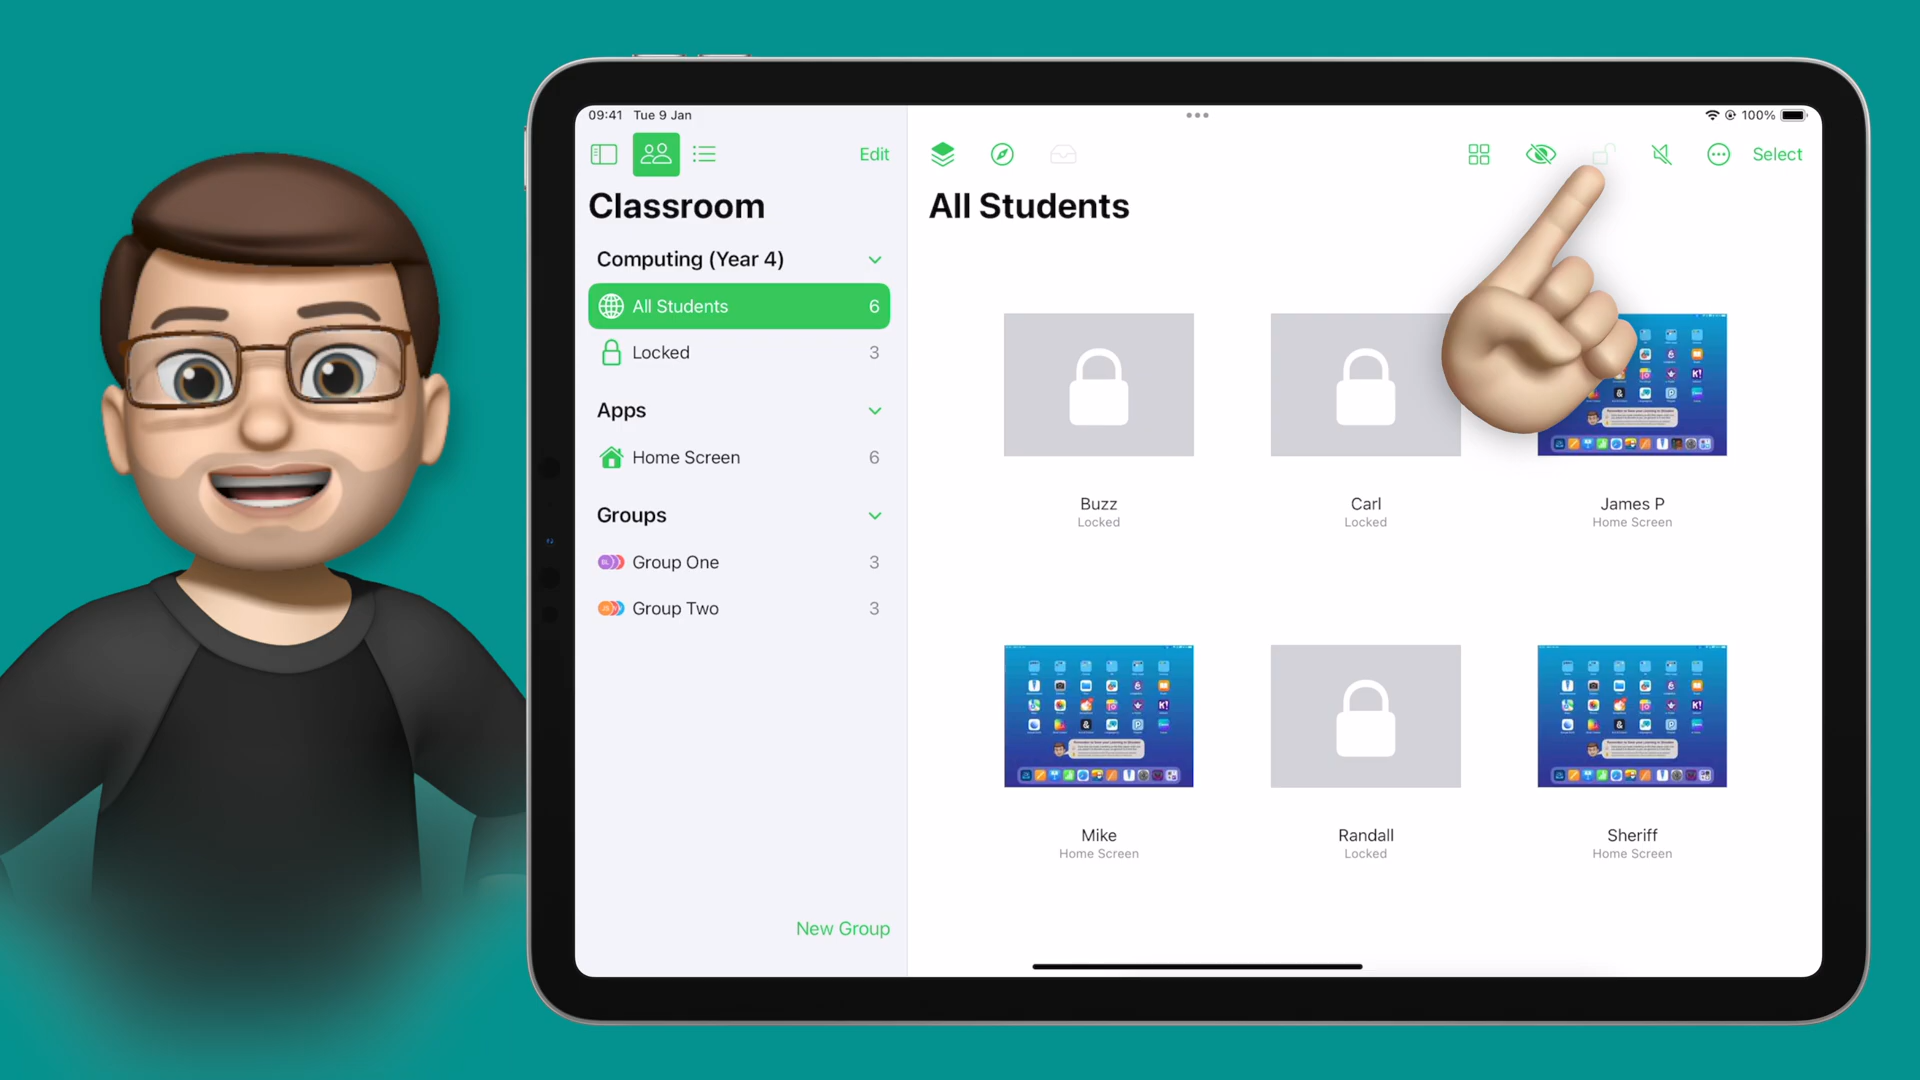 09:41 Tue 9 Jan
100%
Edit
Select
Classroom
All Students
Computing (Year 4)
All Students 6
Locked 3
Apps
Home Screen 6
Groups
Group One 3
Group Two 3
New Group
Buzz
Locked
Carl
Locked
James P
Home Screen
Mike
Home Screen
Randall
Locked
Sheriff
Home Screen